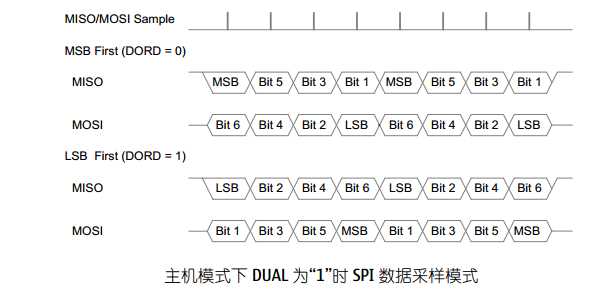 MISO/MOSI Sample
MSB First (DORD = 0)
MISO MSB Bit 5 Bit 3 Bit 1 MSB Bit 5 Bit 3 Bit 1
MOSI Bit 6 Bit 4 Bit 2 LSB Bit 6 Bit 4 Bit 2 LSB
LSB First (DORD = 1)
MISO LSB Bit 2 Bit 4 Bit 6 LSB Bit 2 Bit 4 Bit 6
MOSI Bit 1 Bit 3 Bit 5 MSB Bit 1 Bit 3 Bit 5 MSB
主机模式下 DUAL 为“1”时 SPI 数据采样模式